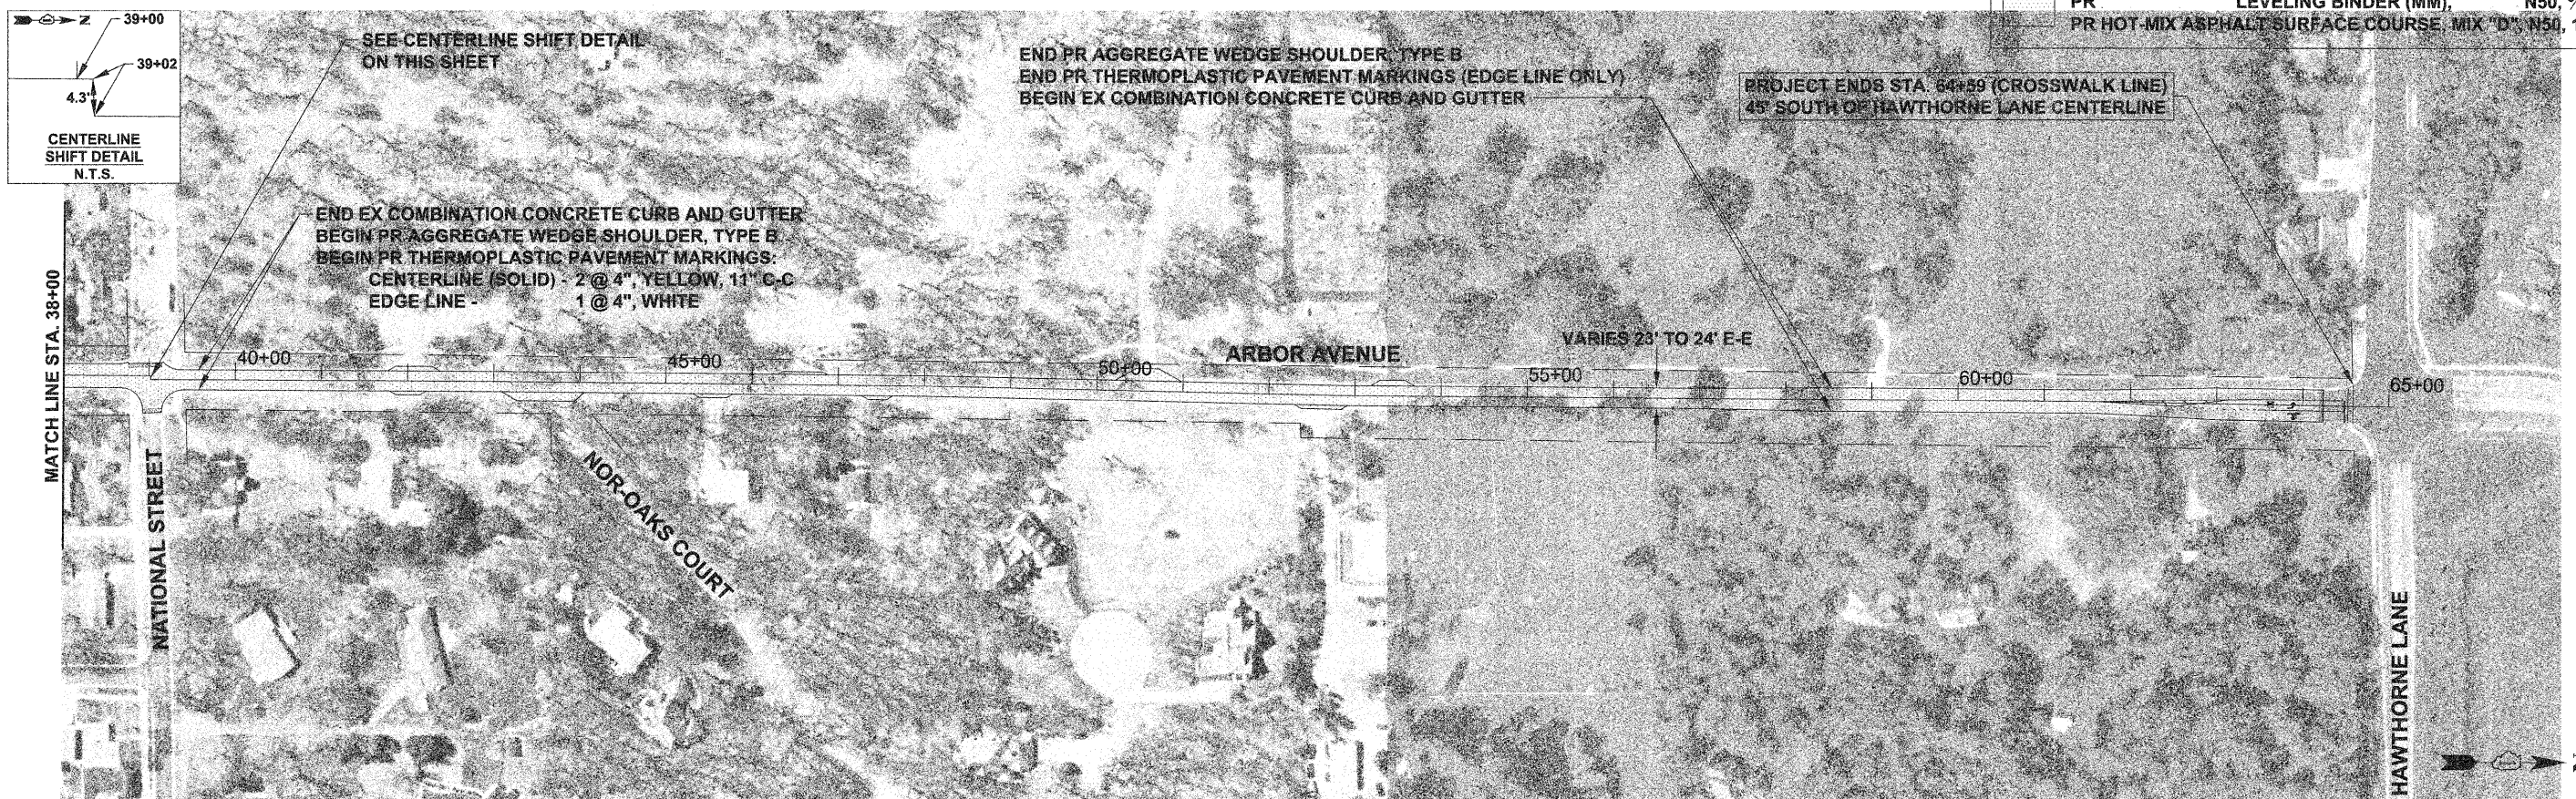 39+00
39+02
4.3'
CENTERLINE
SHIFT DETAIL
N.T.S.
SEE CENTERLINE SHIFT DETAIL
ON THIS SHEET
END PR AGGREGATE WEDGE SHOULDER, TYPE B
END PR THERMOPLASTIC PAVEMENT MARKINGS (EDGE LINE ONLY)
BEGIN EX COMBINATION CONCRETE CURB AND GUTTER
PR LEVELING BINDER (MM), N50,
PR HOT-MIX ASPHALT SURFACE COURSE, MIX "D", N50,
PROJECT ENDS STA. 64+59 (CROSSWALK LINE)
45' SOUTH OF HAWTHORNE LANE CENTERLINE
END EX COMBINATION CONCRETE CURB AND GUTTER
BEGIN PR AGGREGATE WEDGE SHOULDER, TYPE B
BEGIN PR THERMOPLASTIC PAVEMENT MARKINGS:
CENTERLINE (SOLID) - 2 @ 4", YELLOW, 11" C-C
EDGE LINE - 1 @ 4", WHITE
MATCH LINE STA. 38+00
40+00
45+00
50+00
ARBOR AVENUE
VARIES 23' TO 24' E-E
55+00
60+00
65+00
NATIONAL STREET
NOR-OAKS COURT
HAWTHORNE LANE